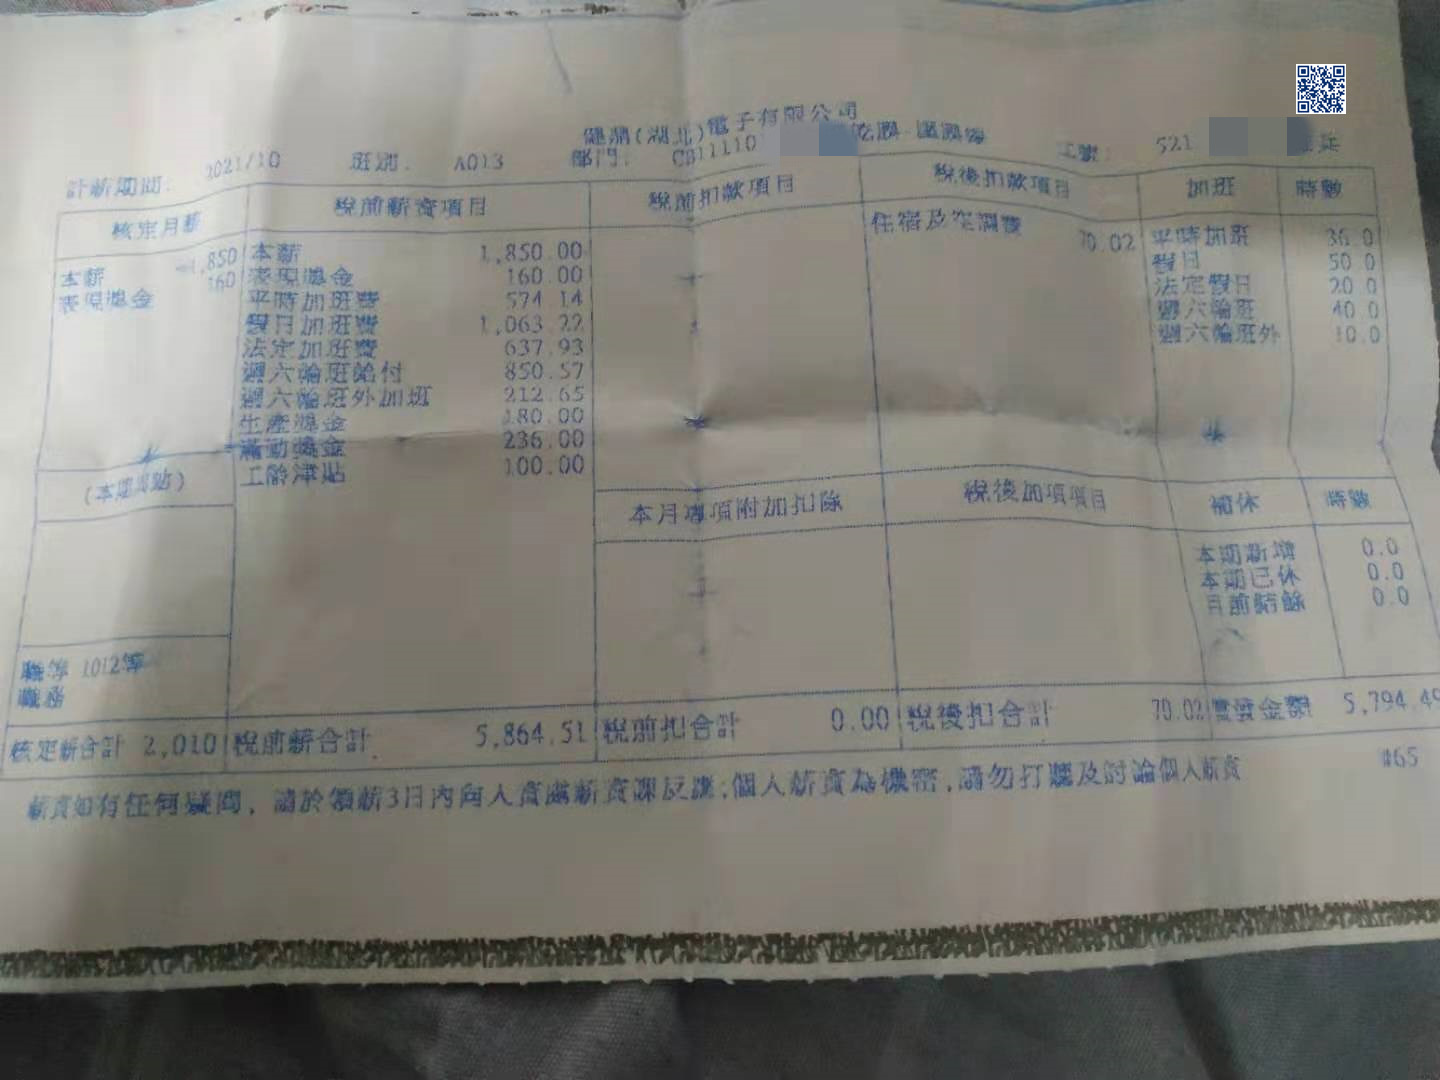 健鼎(湖北)電子有限公司
計薪期間: 2021/10 班別: A013 部門: CB11110 工號: 521
核定月薪 稅前薪資項目 稅前扣款項目 稅後扣款項目 加班 時數
本薪 1,850
表現獎金 160
本薪 1,850.00
表現獎金 160.00
平時加班費 574.14
假日加班費 1,063.22
法定加班費 637.93
週六輪班給付 850.57
週六輪班外加班 212.65
生產獎金 180.00
滿勤獎金 236.00
工齡津貼 100.00
住宿及空調費 70.02
平時加班 36.0
假日 50.0
法定假日 20.0
週六輪班 40.0
週六輪班外 10.0
(本期 )
本月專項附加扣除 稅後加項項目 補休 時數
本期新增 0.0
本期已休 0.0
目前結餘 0.0
職等 1012等
職務
核定薪合計 2,010 稅前薪合計 5,864.51 稅前扣合計 0.00 稅後扣合計 70.02 實發金額 5,794.49
薪資如有任何疑問,請於領薪3日內向人資處薪資課反應;個人薪資為機密,請勿打聽及討論個人薪資
#65